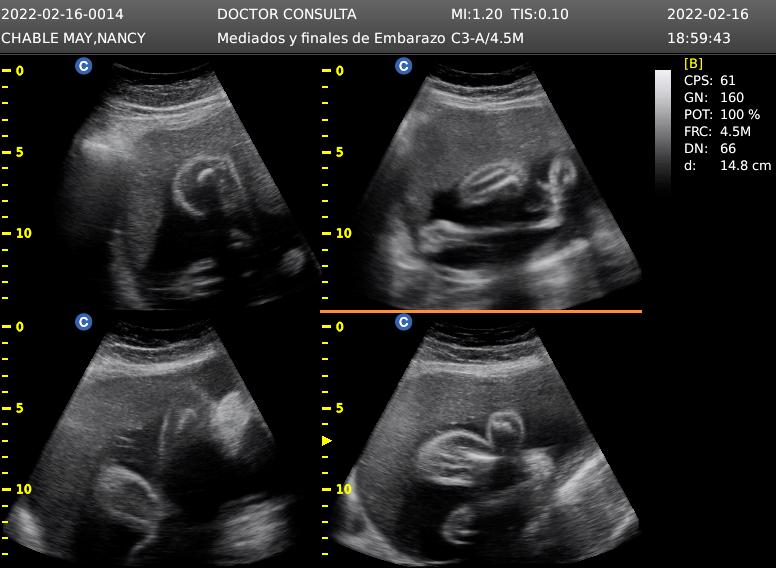 2022-02-16-0014 DOCTOR CONSULTA MI:1.20 TIS:0.10 2022-02-16
CHABLE MAY,NANCY Mediados y finales de Embarazo C3-A/4.5M 18:59:43
[B]
CPS: 61
GN: 160
POT: 100 %
FRC: 4.5M
DN: 66
d: 14.8 cm
C
0
5
10
C
0
5
10
C
0
5
10
C
0
5
10